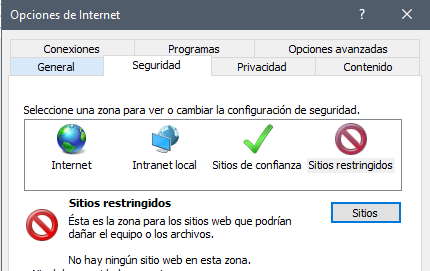 Opciones de Internet
Conexiones Programas Opciones avanzadas
General Seguridad Privacidad Contenido
Seleccione una zona para ver o cambiar la configuración de seguridad.
Internet Intranet local Sitios de confianza Sitios restringidos
Sitios restringidos
Sitios
Ésta es la zona para los sitios web que podrían
dañar el equipo o los archivos.
No hay ningún sitio web en esta zona.